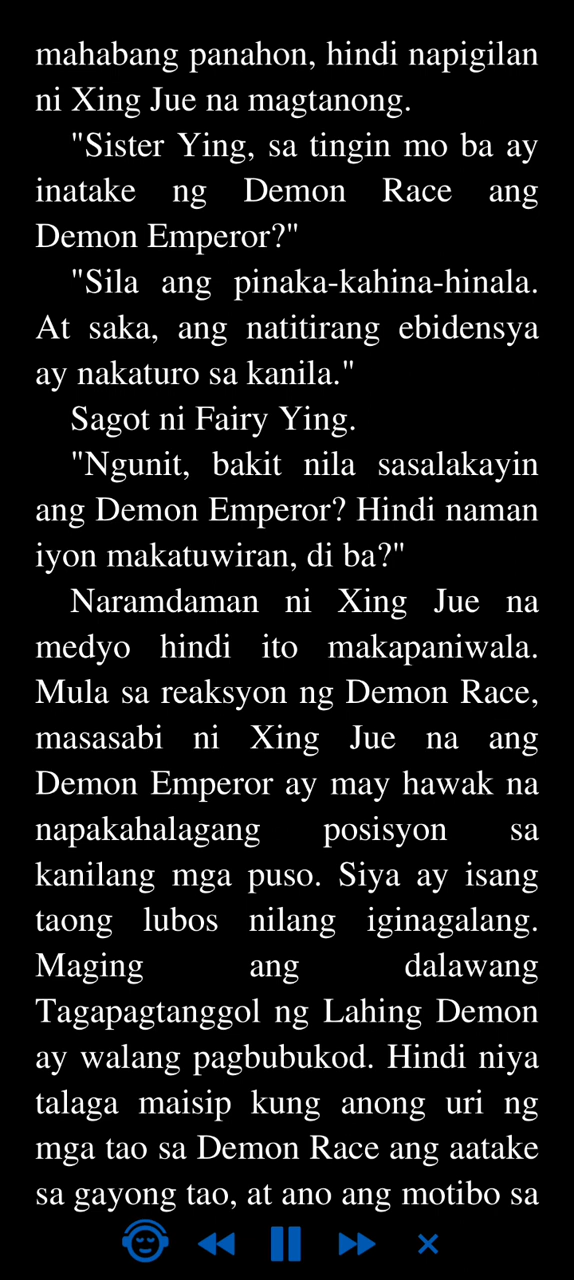 mahabang panahon, hindi napigilan
ni Xing Jue na magtanong.
"Sister Ying, sa tingin mo ba ay
inatake ng Demon Race ang
Demon Emperor?"
"Sila ang pinaka-kahina-hinala.
At saka, ang natitirang ebidensya
ay nakaturo sa kanila."
Sagot ni Fairy Ying.
"Ngunit, bakit nila sasalakayin
ang Demon Emperor? Hindi naman
iyon makatuwiran, di ba?"
Naramdaman ni Xing Jue na
medyo hindi ito makapaniwala.
Mula sa reaksyon ng Demon Race,
masasabi ni Xing Jue na ang
Demon Emperor ay may hawak na
napakahalagang posisyon sa
kanilang mga puso. Siya ay isang
taong lubos nilang iginagalang.
Maging ang dalawang
Tagapagtanggol ng Lahing Demon
ay walang pagbubukod. Hindi niya
talaga maisip kung anong uri ng
mga tao sa Demon Race ang aatake
sa gayong tao, at ano ang motibo sa